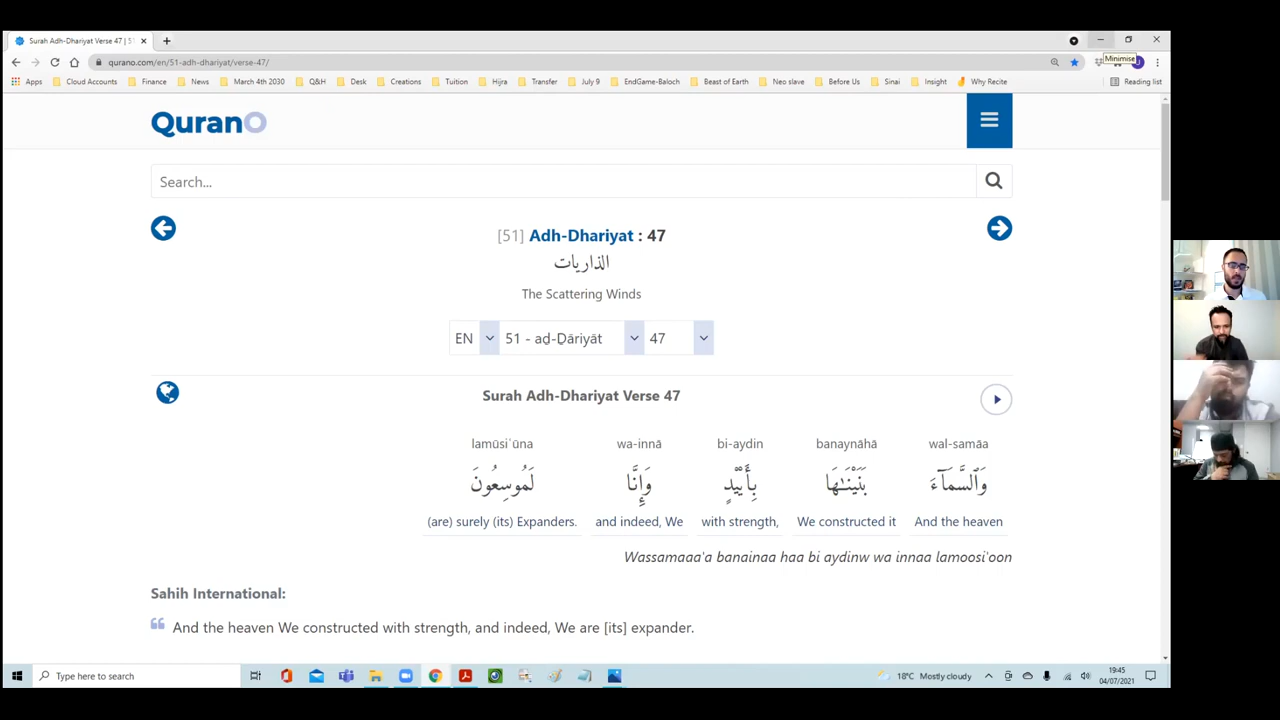 Surah Adh-Dhariyat Verse 47 | 51
qurano.com/en/51-adh-dhariyat/verse-47/
Minimise
Apps Cloud Accounts Finance News March 4th 2030 Q&H Desk Creations Tuition Hijra Transfer July 9 EndGame-Baloch Beast of Earth Neo slave Before Us Sinai Insight Why Recite Reading list
QuranO
Search...
[51] Adh-Dhariyat : 47
الذاريات
The Scattering Winds
EN 51 - aḏ-Ḏāriyāt 47
Surah Adh-Dhariyat Verse 47
lamūsiʿūna wa-innā bi-aydin banaynāhā wal-samāa
وَٱلسَّمَآءَ بَنَيْنَـٰهَا بِأَيْي۟دٍ وَإِنَّا لَمُوسِعُونَ
(are) surely (its) Expanders. and indeed, We with strength, We constructed it And the heaven
Wassamaaa'a banainaa haa bi aydinw wa innaa lamoosi'oon
Sahih International:
And the heaven We constructed with strength, and indeed, We are [its] expander.
Type here to search 18°C Mostly cloudy 19:45
04/07/2021